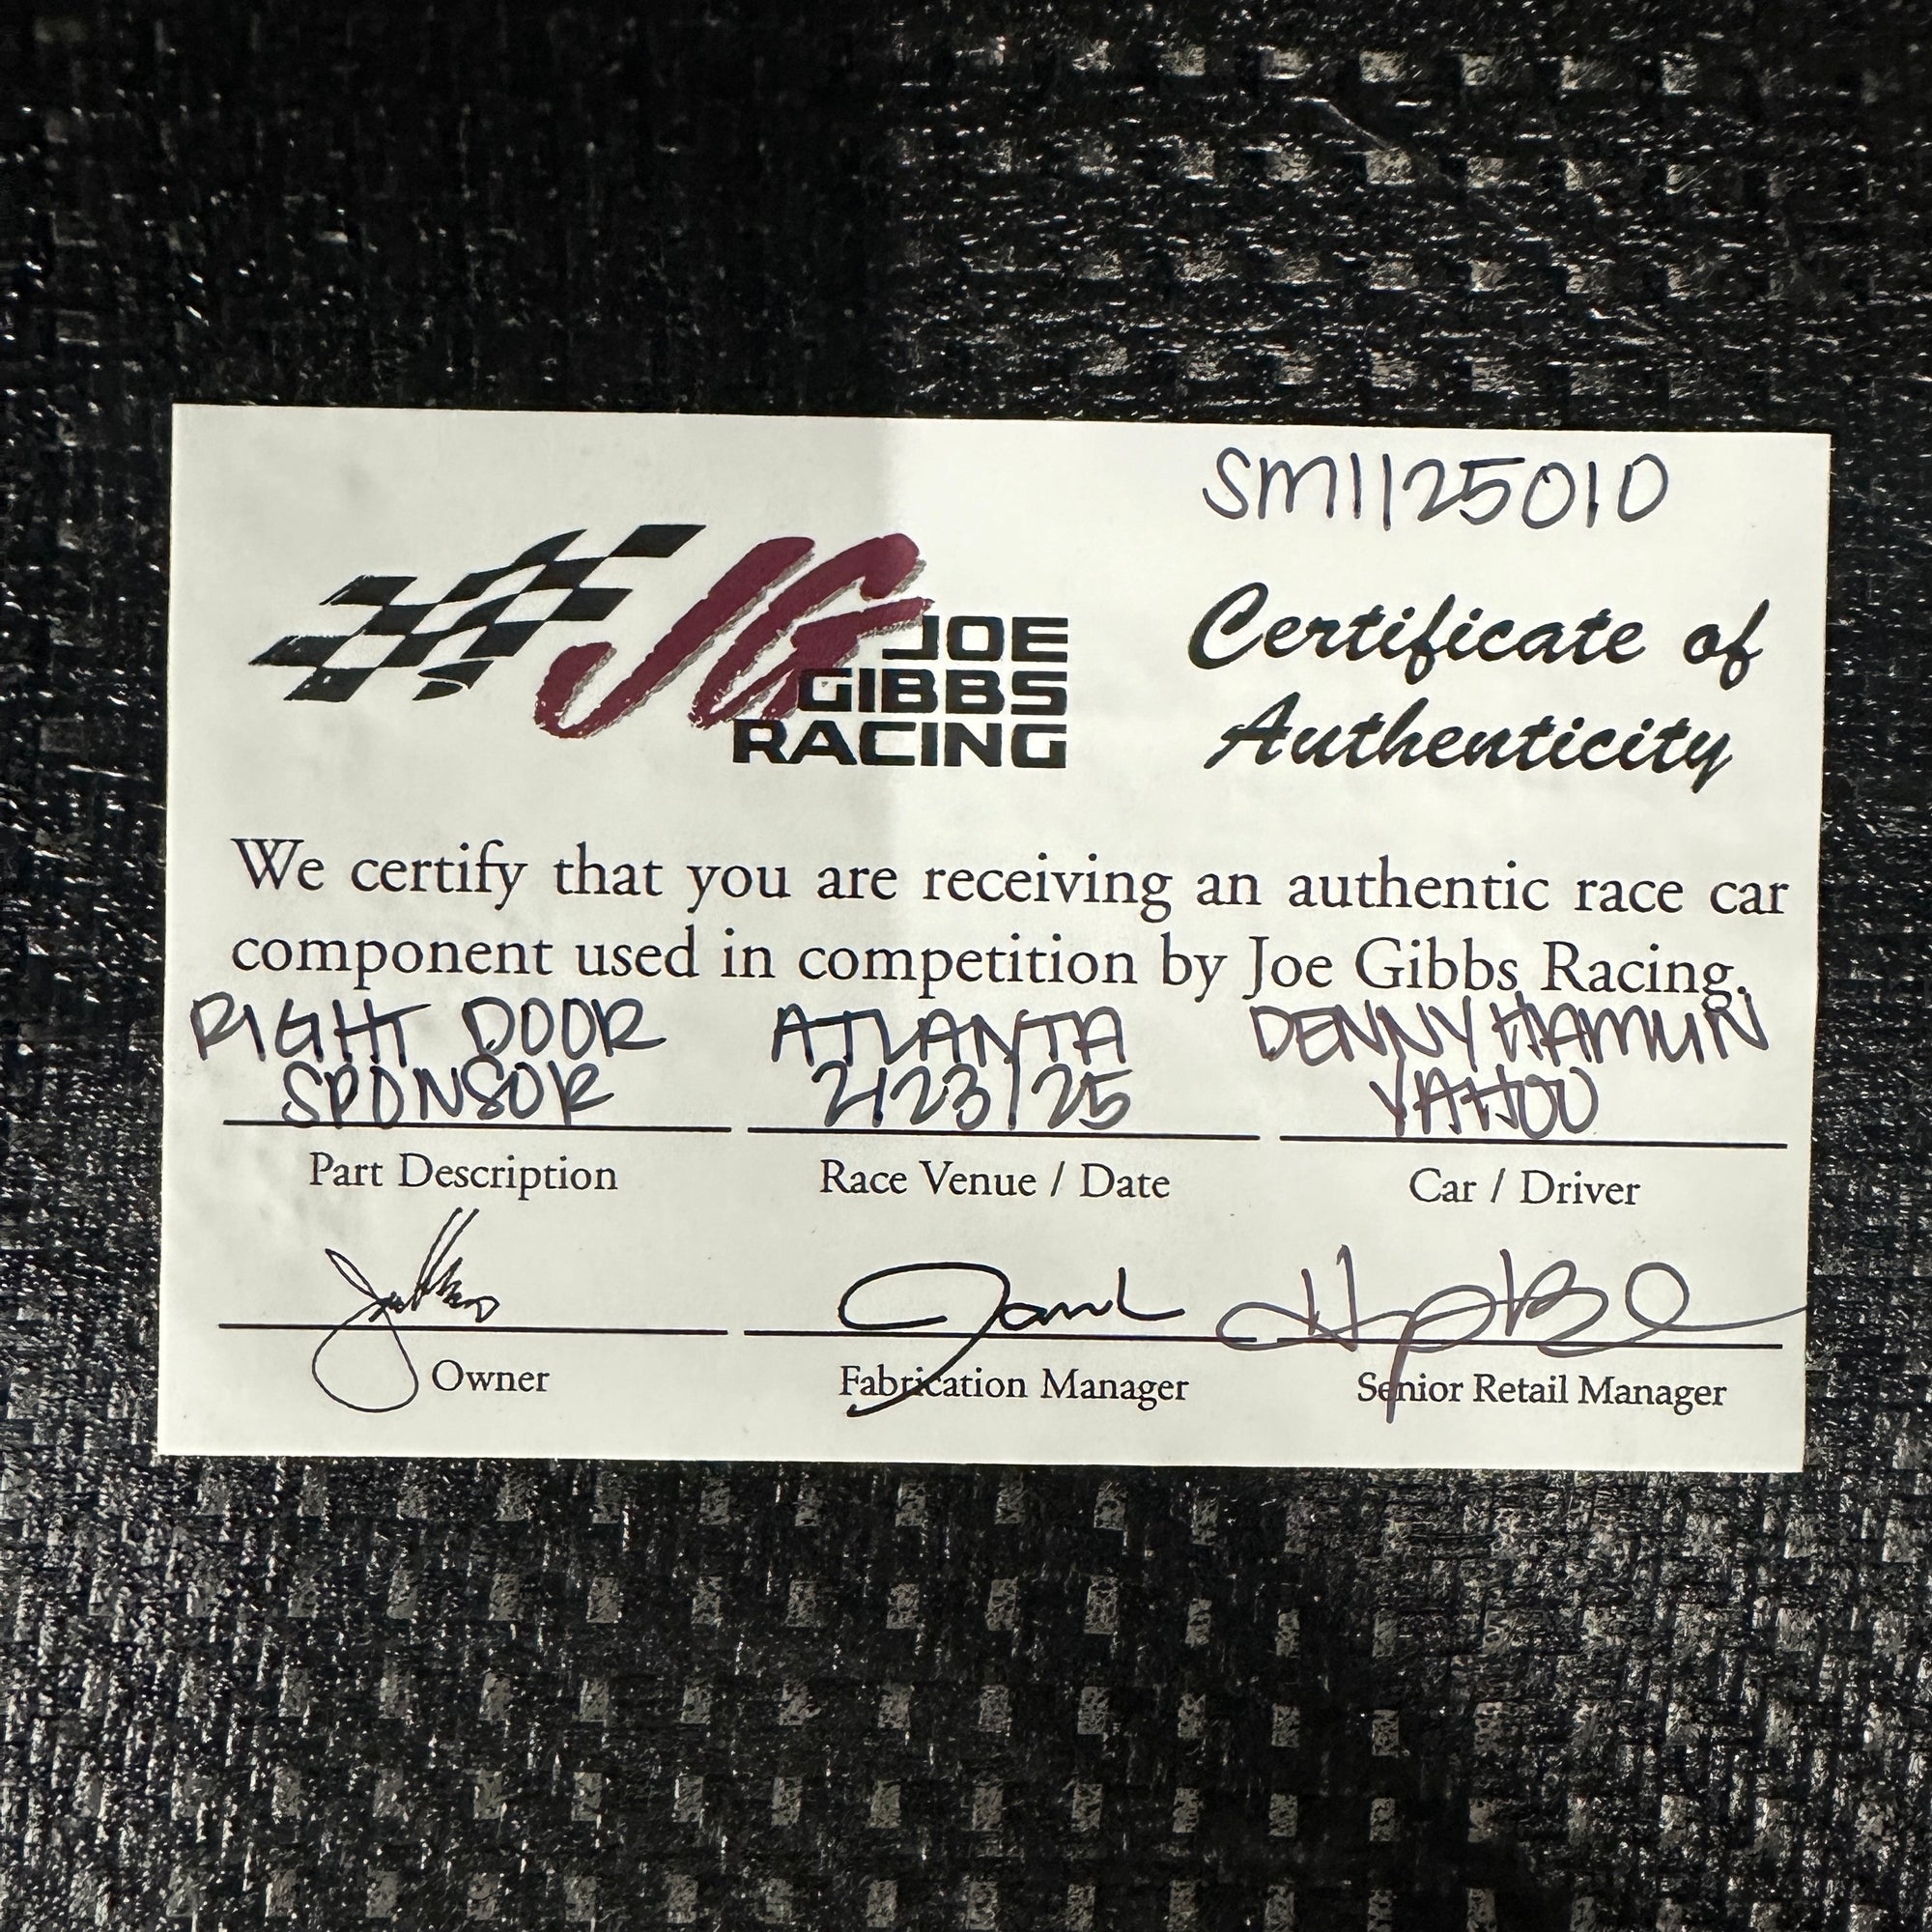 SM1125010
JG JOE
GIBBS
RACING
Certificate of
Authenticity
We certify that you are receiving an authentic race car
component used in competition by Joe Gibbs Racing.
RIGHT DOOR
SPONSOR
Part Description
ATLANTA
2/23/25
Race Venue / Date
DENNY HAMLIN
YAHOO
Car / Driver
Owner
Fabrication Manager
Senior Retail Manager